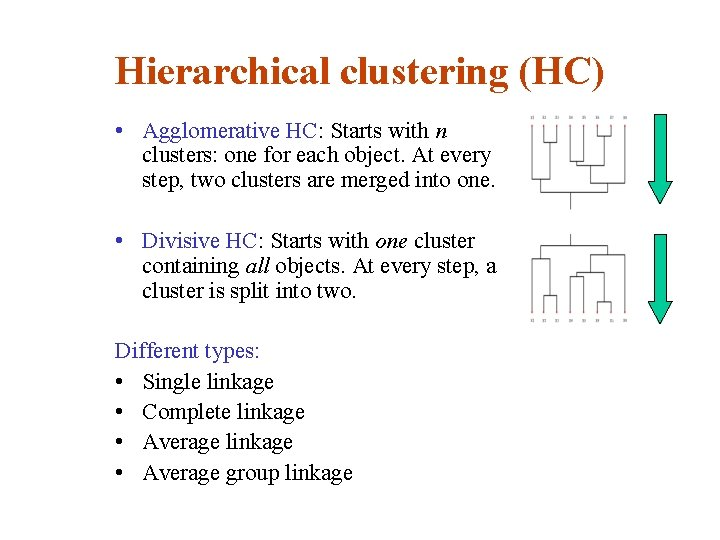 Hierarchical clustering (HC)
• Agglomerative HC: Starts with n
clusters: one for each object. At every
step, two clusters are merged into one.
• Divisive HC: Starts with one cluster
containing all objects. At every step, a
cluster is split into two.
Different types:
• Single linkage
• Complete linkage
• Average linkage
• Average group linkage